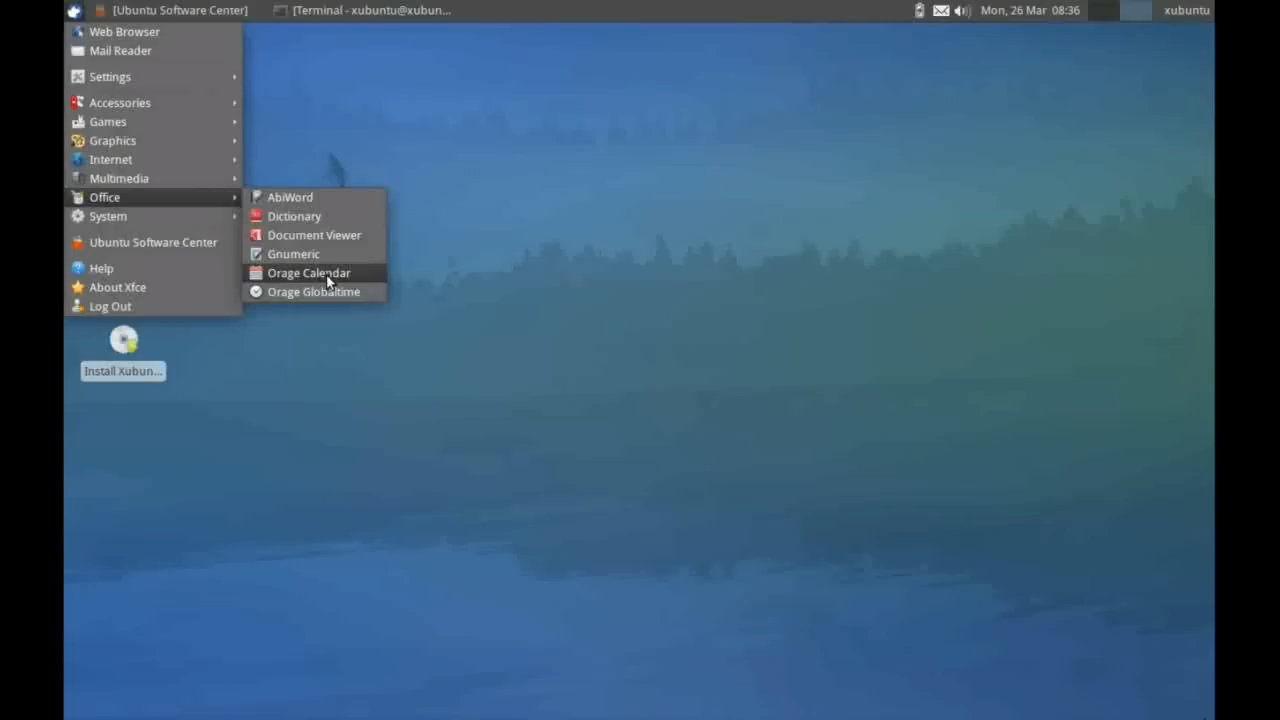 [Ubuntu Software Center] [Terminal - xubuntu@xubun... Mon, 26 Mar 08:36 xubuntu
Web Browser
Mail Reader
Settings
Accessories
Games
Graphics
Internet
Multimedia
Office
System
Ubuntu Software Center
Help
About Xfce
Log Out
AbiWord
Dictionary
Document Viewer
Gnumeric
Orage Calendar
Orage Globaltime
Install Xubun...